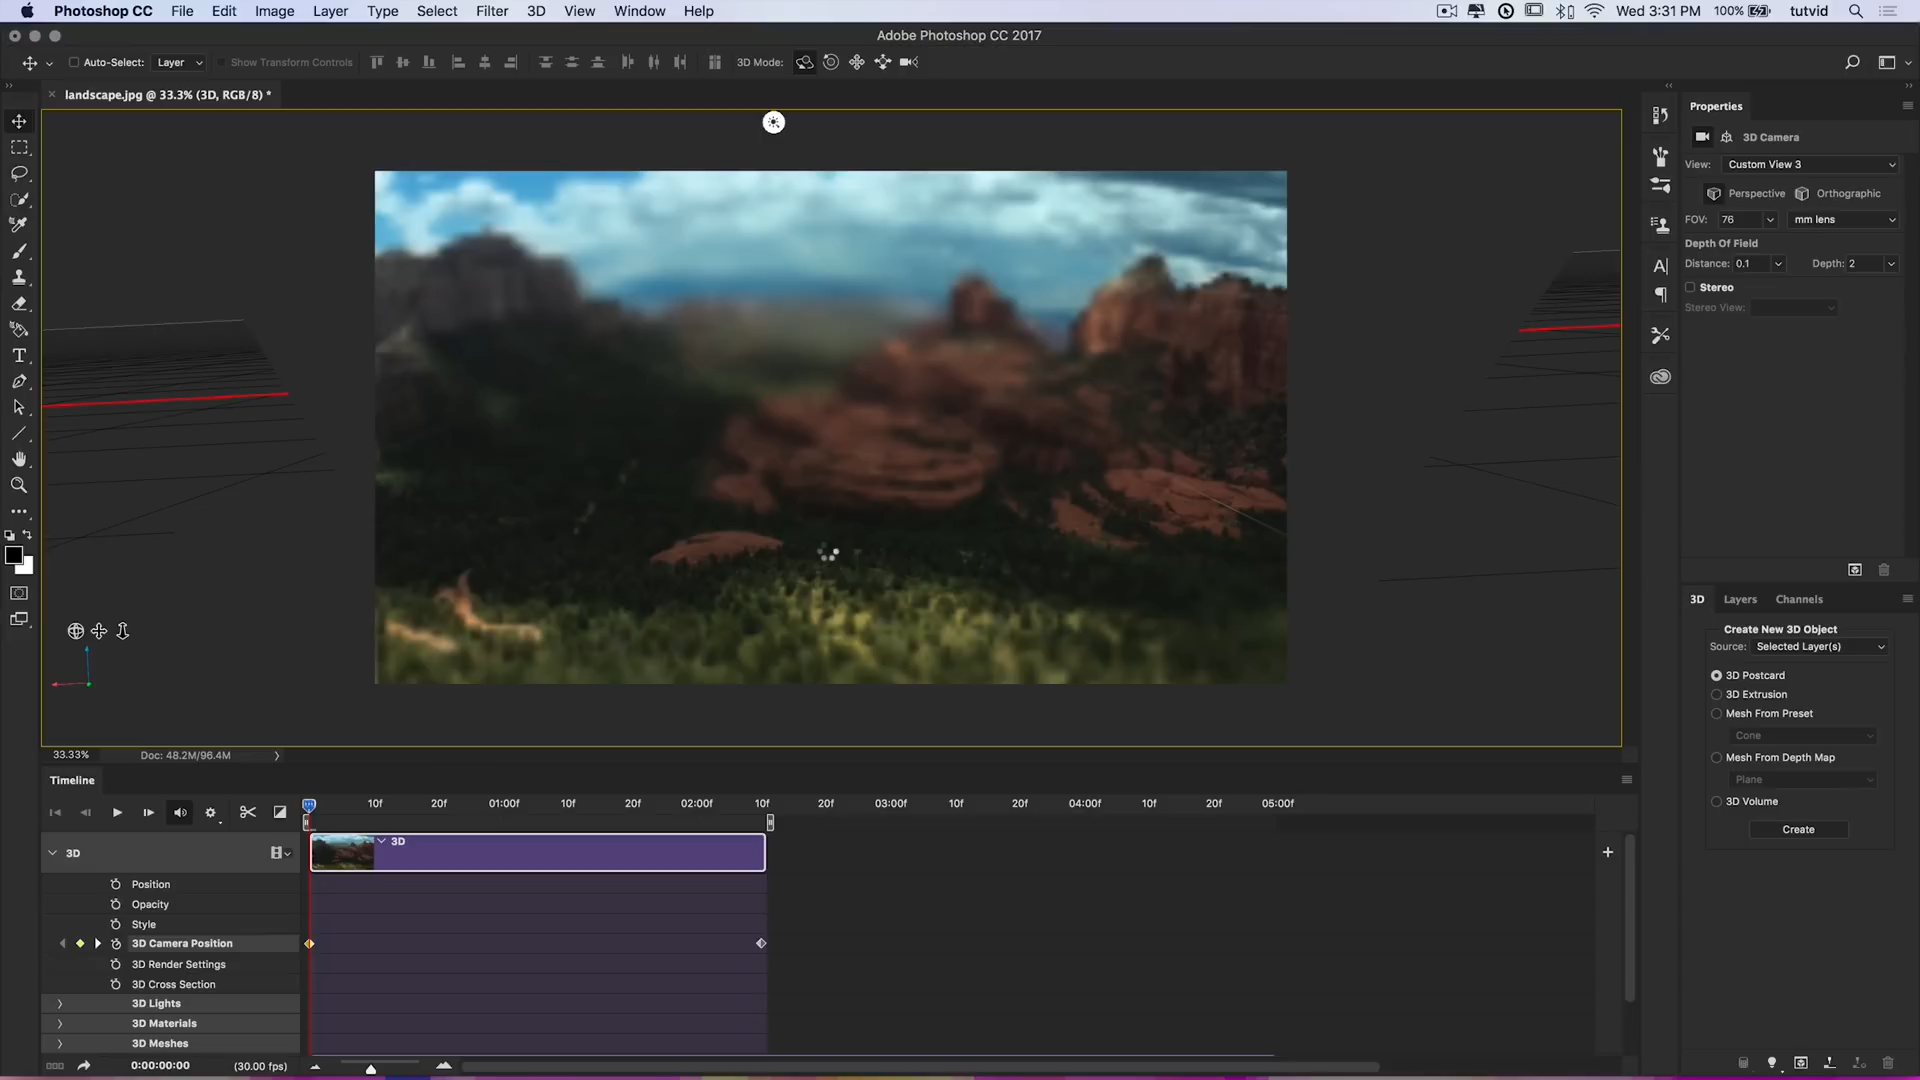 Photoshop CC File Edit Image Layer Type Select Filter 3D View Window Help Wed 3:31 PM 100% tutvid
Adobe Photoshop CC 2017
Auto-Select: Layer Show Transform Controls 3D Mode:
landscape.jpg @ 33.3% (3D, RGB/8) *
Properties
3D Camera
View: Custom View 3
Perspective Orthographic
FOV: 76 mm lens
Depth Of Field
Distance: 0.1 Depth: 2
Stereo
Stereo View:
3D Layers Channels
Create New 3D Object
Source: Selected Layer(s)
3D Postcard
3D Extrusion
Mesh From Preset
Cone
Mesh From Depth Map
Plane
3D Volume
Create
33.33% Doc: 48.2M/96.4M
Timeline
10f 20f 01:00f 10f 20f 02:00f 10f 20f 03:00f 10f 20f 04:00f 10f 20f 05:00f
3D 3D
Position
Opacity
Style
3D Camera Position
3D Render Settings
3D Cross Section
3D Lights
3D Materials
3D Meshes
0:00:00:00 (30.00 fps)